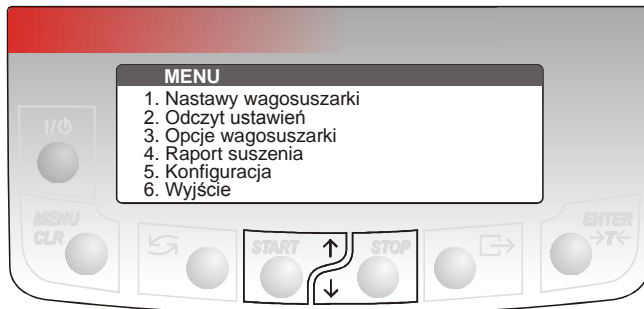 MENU
1. Nastawy wagosuszarki
2. Odczyt ustawień
3. Opcje wagosuszarki
4. Raport suszenia
5. Konfiguracja
6. Wyjście
I/⏻
MENU
CLR
START ↑ STOP
↓
ENTER
→T←